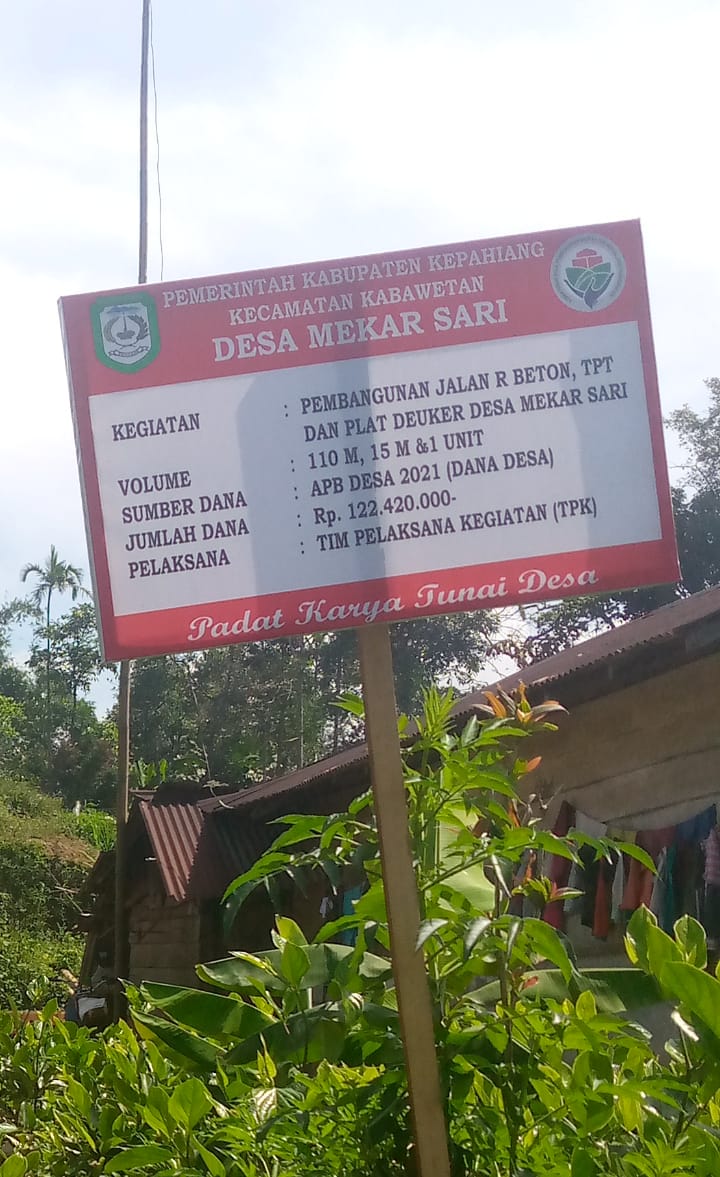 PEMERINTAH KABUPATEN KEPAHIANG
KECAMATAN KABAWETAN
DESA MEKAR SARI
KEGIATAN : PEMBANGUNAN JALAN R BETON, TPT
DAN PLAT DEUKER DESA MEKAR SARI
VOLUME : 110 M, 15 M &1 UNIT
SUMBER DANA : APB DESA 2021 (DANA DESA)
JUMLAH DANA : Rp. 122.420.000-
PELAKSANA : TIM PELAKSANA KEGIATAN (TPK)
Padat Karya Tunai Desa